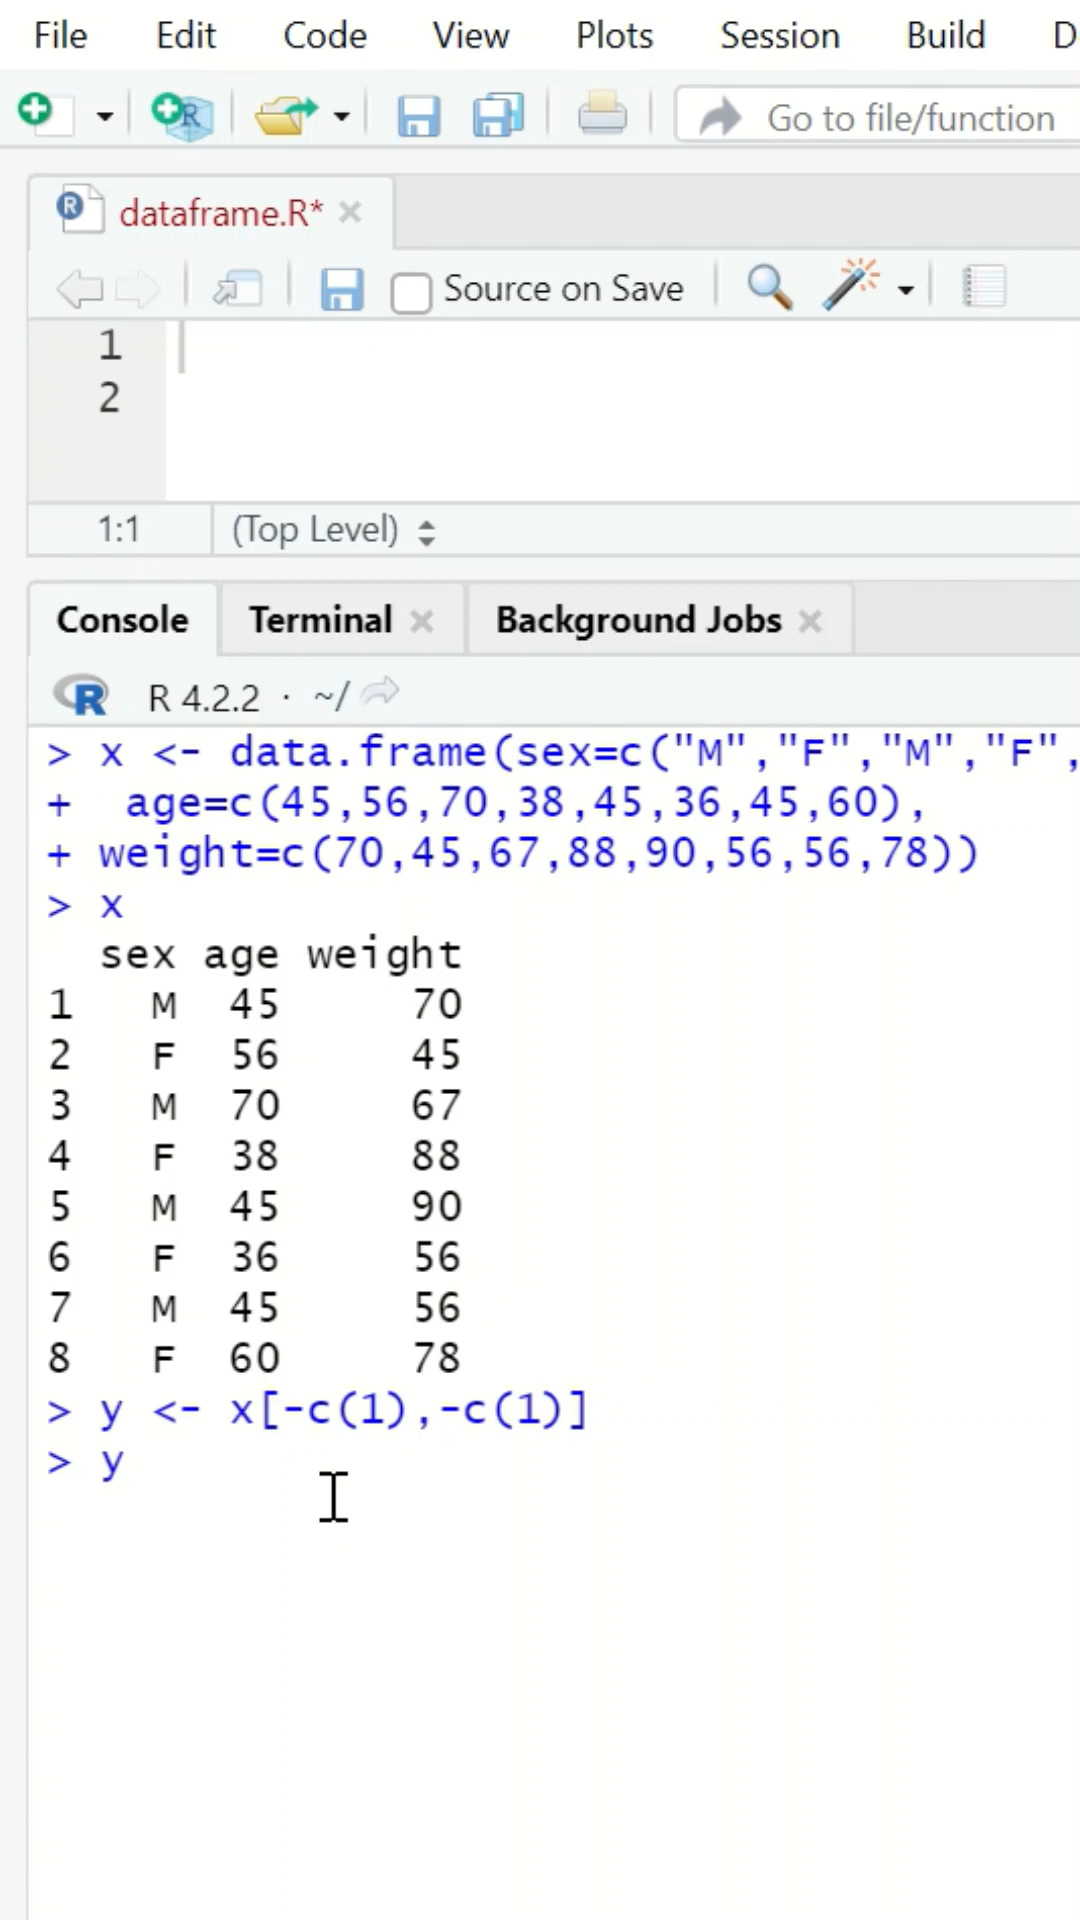 File Edit Code View Plots Session Build D
R Go to file/function
R dataframe.R*
Source on Save
1
2
1:1 (Top Level)
Console Terminal Background Jobs
R R 4.2.2 · ~/
> x <- data.frame(sex=c("M","F","M","F",
+  age=c(45,56,70,38,45,36,45,60),
+ weight=c(70,45,67,88,90,56,56,78))
> x
  sex age weight
1   M  45     70
2   F  56     45
3   M  70     67
4   F  38     88
5   M  45     90
6   F  36     56
7   M  45     56
8   F  60     78
> y <- x[-c(1),-c(1)]
> y